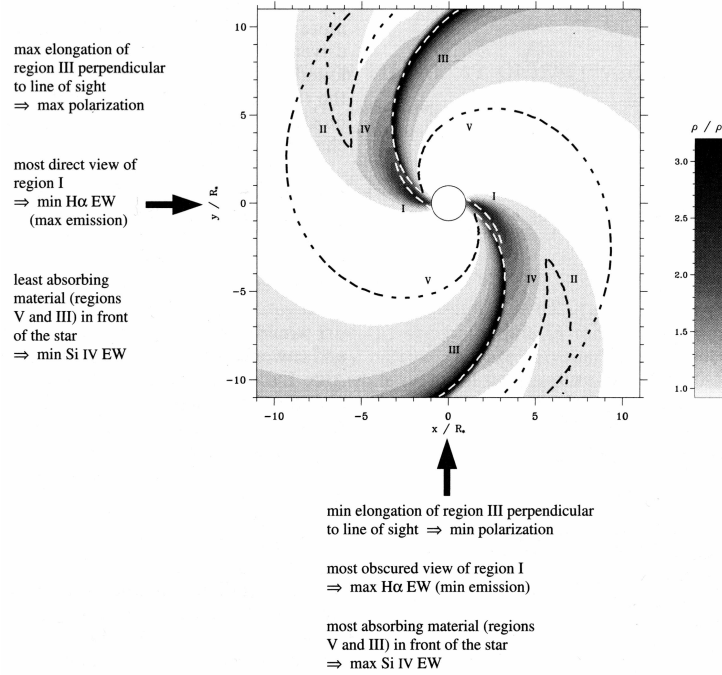 max elongation of
region III perpendicular
to line of sight
⇒ max polarization
most direct view of
region I
⇒ min Hα EW
(max emission)
least absorbing
material (regions
V and III) in front
of the star
⇒ min Si IV EW
10
5
0
-5
-10
y / R*
III
II
IV
V
I
I
V
IV
II
III
-10
-5
0
5
10
x / R*
ρ / ρ
3.0
2.5
2.0
1.5
1.0
min elongation of region III perpendicular
to line of sight ⇒ min polarization
most obscured view of region I
⇒ max Hα EW (min emission)
most absorbing material (regions
V and III) in front of the star
⇒ max Si IV EW